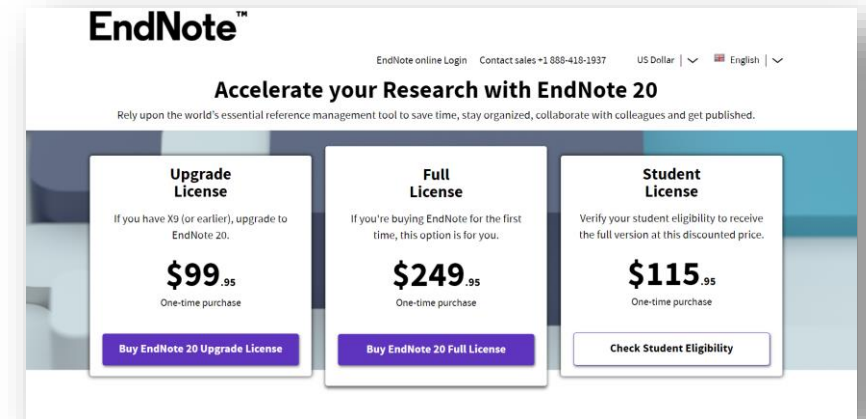 EndNote™
EndNote online Login Contact sales +1 888-418-1937 US Dollar English
Accelerate your Research with EndNote 20
Rely upon the world's essential reference management tool to save time, stay organized, collaborate with colleagues and get published.
Upgrade
License
If you have X9 (or earlier), upgrade to
EndNote 20.
$99.95
One-time purchase
Buy EndNote 20 Upgrade License
Full
License
If you're buying EndNote for the first
time, this option is for you.
$249.95
One-time purchase
Buy EndNote 20 Full License
Student
License
Verify your student eligibility to receive
the full version at this discounted price.
$115.95
One-time purchase
Check Student Eligibility